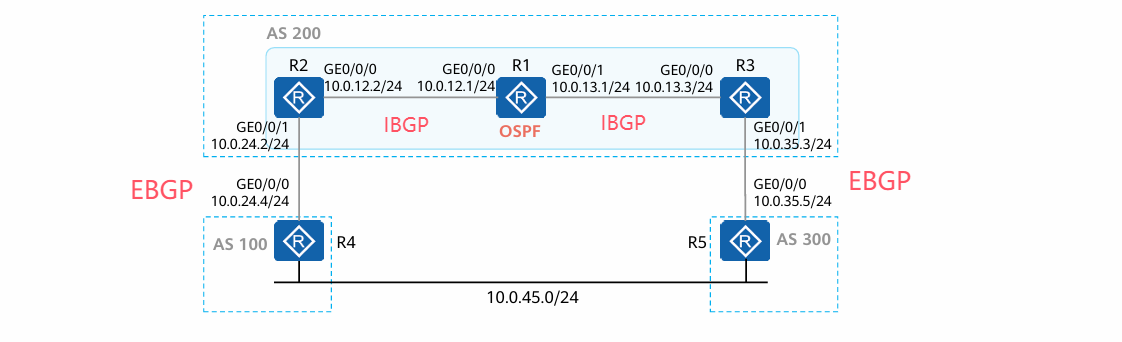 AS 200
R2
R1
R3
GE0/0/0
10.0.12.2/24
GE0/0/0
10.0.12.1/24
GE0/0/1
10.0.13.1/24
GE0/0/0
10.0.13.3/24
R
R
R
IBGP
OSPF
IBGP
GE0/0/1
10.0.24.2/24
GE0/0/1
10.0.35.3/24
EBGP
GE0/0/0
10.0.24.4/24
GE0/0/0
10.0.35.5/24
EBGP
AS 100
R
R4
R5
R
AS 300
10.0.45.0/24